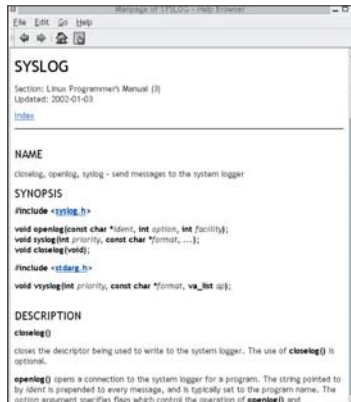 Manpage of SYSLOG - Help Browser
File Edit Go Help
SYSLOG
Section: Linux Programmer's Manual (3)
Updated: 2002-01-03
Index
NAME
closelog, openlog, syslog - send messages to the system logger
SYNOPSIS
#include <syslog.h>
void openlog(const char *ident, int option, int facility);
void syslog(int priority, const char *format, ...);
void closelog(void);
#include <stdarg.h>
void vsyslog(int priority, const char *format, va_list ap);
DESCRIPTION
closelog()
closes the descriptor being used to write to the system logger. The use of closelog() is
optional.
openlog() opens a connection to the system logger for a program. The string pointed to
by ident is prepended to every message, and is typically set to the program name. The
option argument specifies flags which control the operation of openlog() and